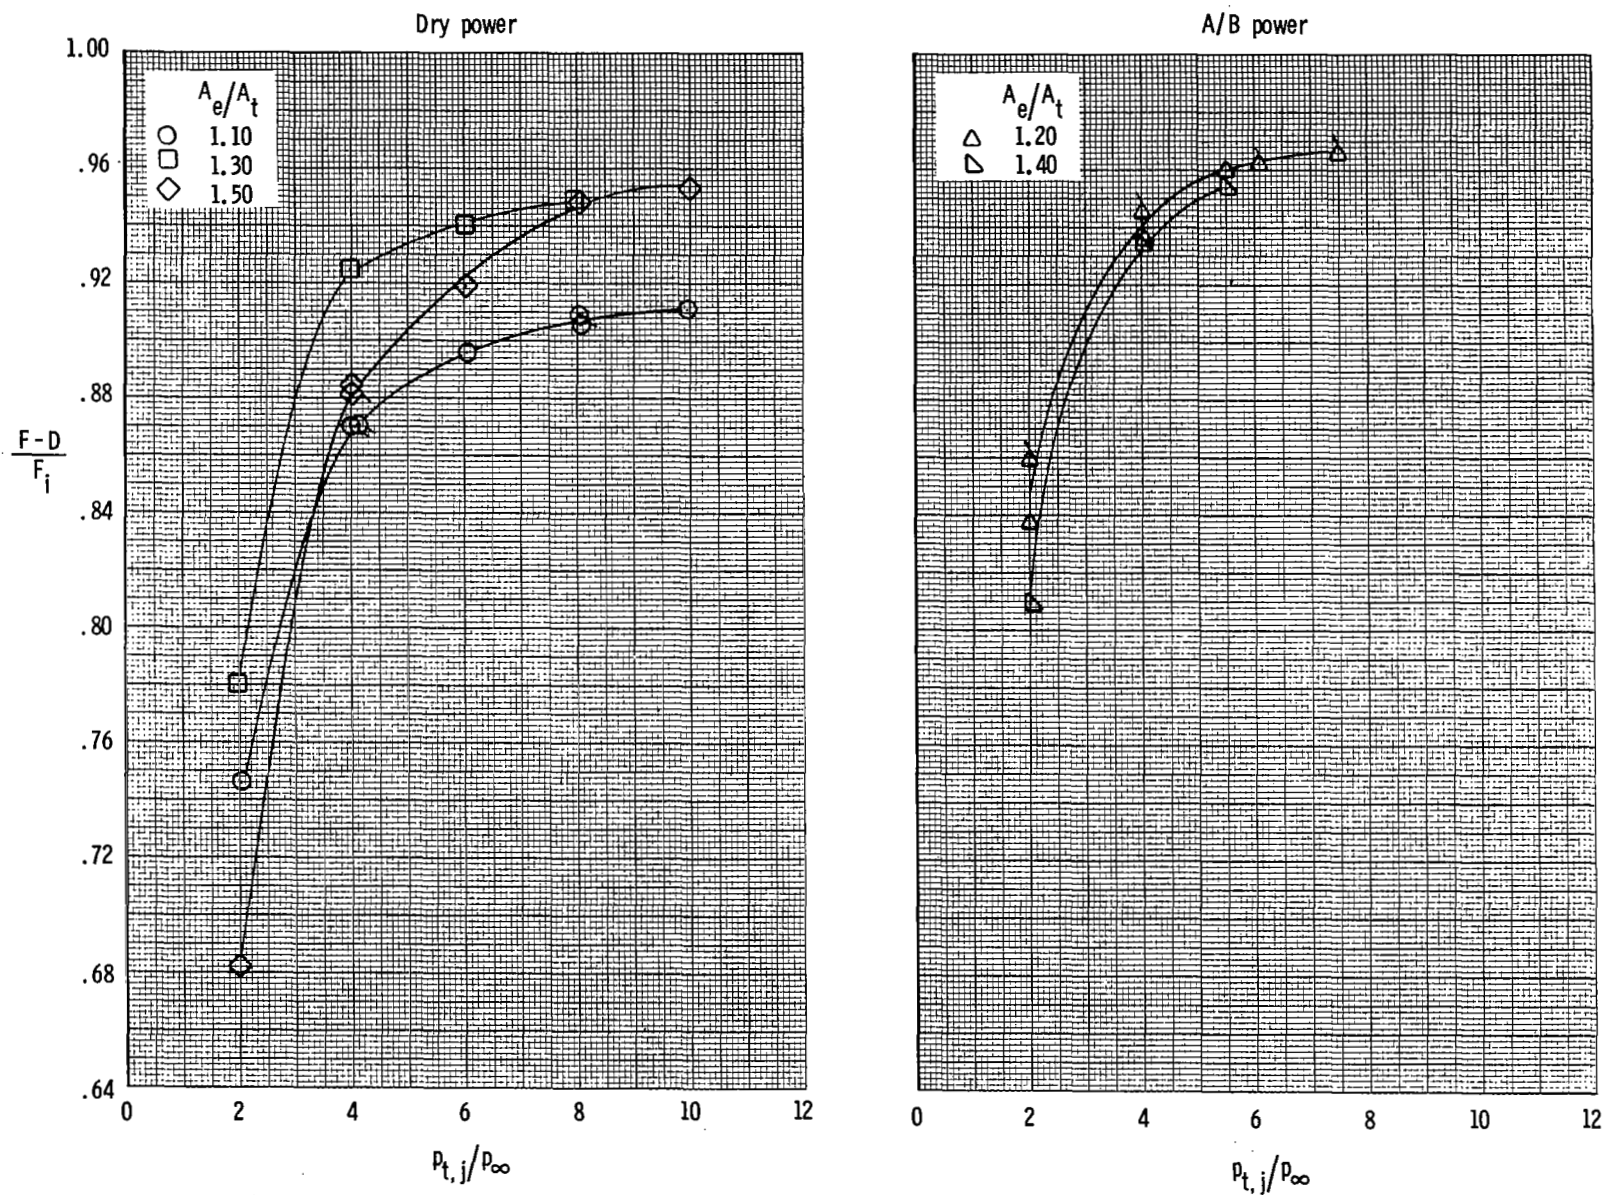 Dry power
A/B power
1.00
.96
.92
.88
.84
.80
.76
.72
.68
.64
F-D
F_i
A_e/A_t
1.10
1.30
1.50
0 2 4 6 8 10 12
p_t,j/p_∞
A_e/A_t
1.20
1.40
0 2 4 6 8 10 12
p_t,j/p_∞